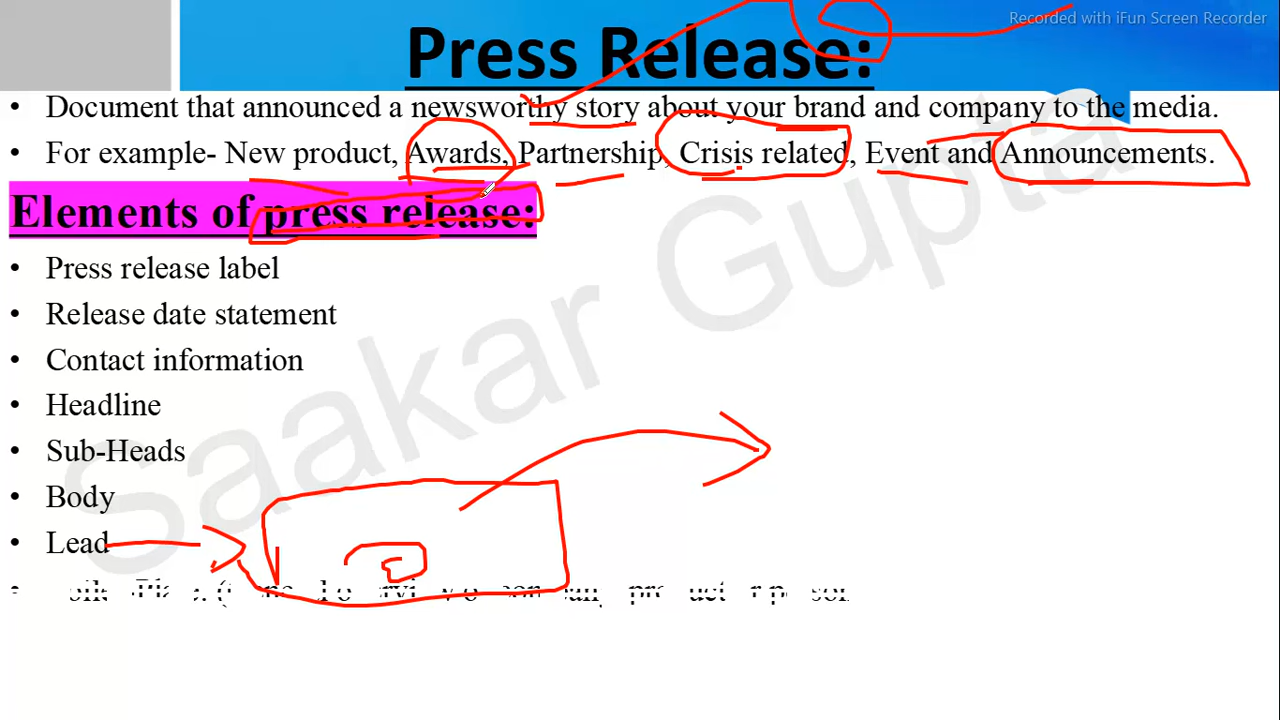 Recorded with iFun Screen Recorder
Press Release:
• Document that announced a newsworthy story about your brand and company to the media.
• For example- New product, Awards, Partnership, Crisis related, Event and Announcements.
Elements of press release:
• Press release label
• Release date statement
• Contact information
• Headline
• Sub-Heads
• Body
• Lead
Saakar Gupta